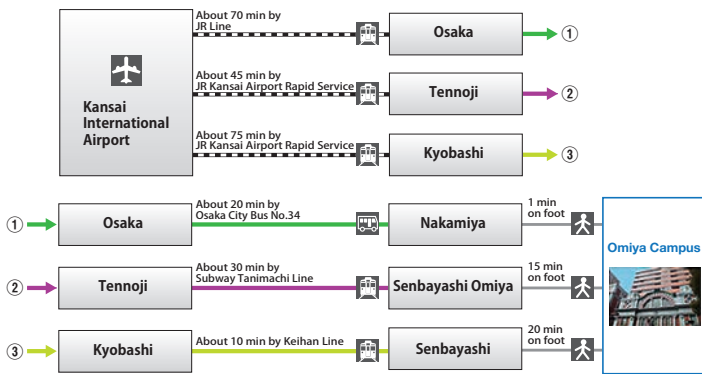 About 70 min by
JR Line
Osaka
①
About 45 min by
JR Kansai Airport Rapid Service
Tennoji
②
Kansai
International
Airport
About 75 min by
JR Kansai Airport Rapid Service
Kyobashi
③
①
Osaka
About 20 min by
Osaka City Bus No.34
Nakamiya
1 min
on foot
Omiya Campus
②
Tennoji
About 30 min by
Subway Tanimachi Line
Senbayashi Omiya
15 min
on foot
③
Kyobashi
About 10 min by Keihan Line
Senbayashi
20 min
on foot